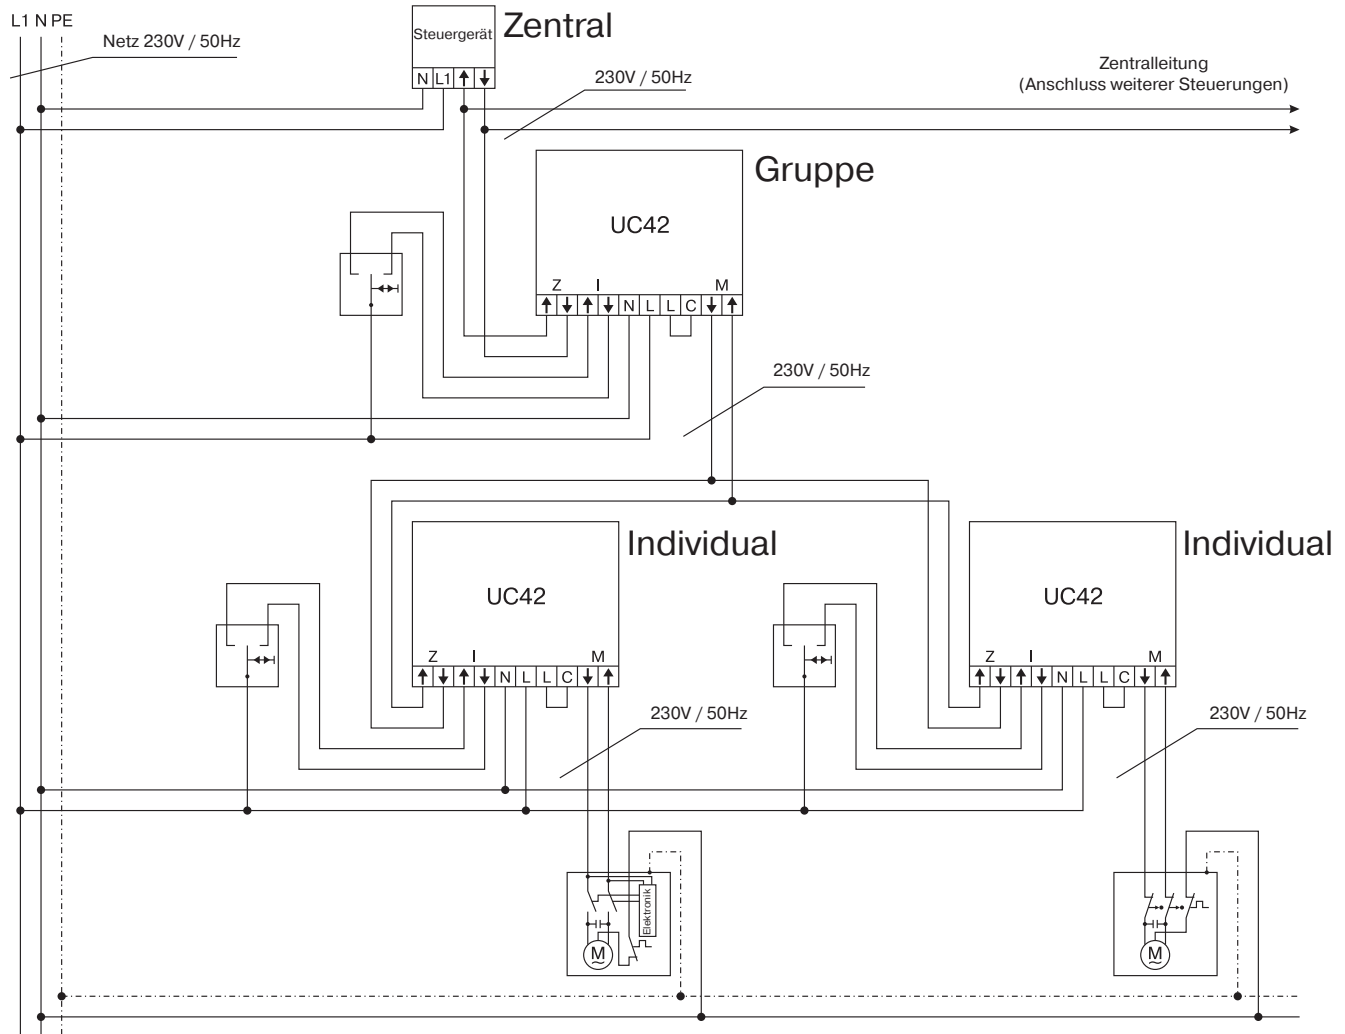 L1 N PE
Netz 230V / 50Hz
Steuergerät
Zentral
N L1
230V / 50Hz
Zentralleitung
(Anschluss weiterer Steuerungen)
Gruppe
UC42
Z I M
N L L C
230V / 50Hz
Individual
UC42
Z I M
N L L C
230V / 50Hz
Individual
UC42
Z I M
N L L C
230V / 50Hz
Elektronik
M
M